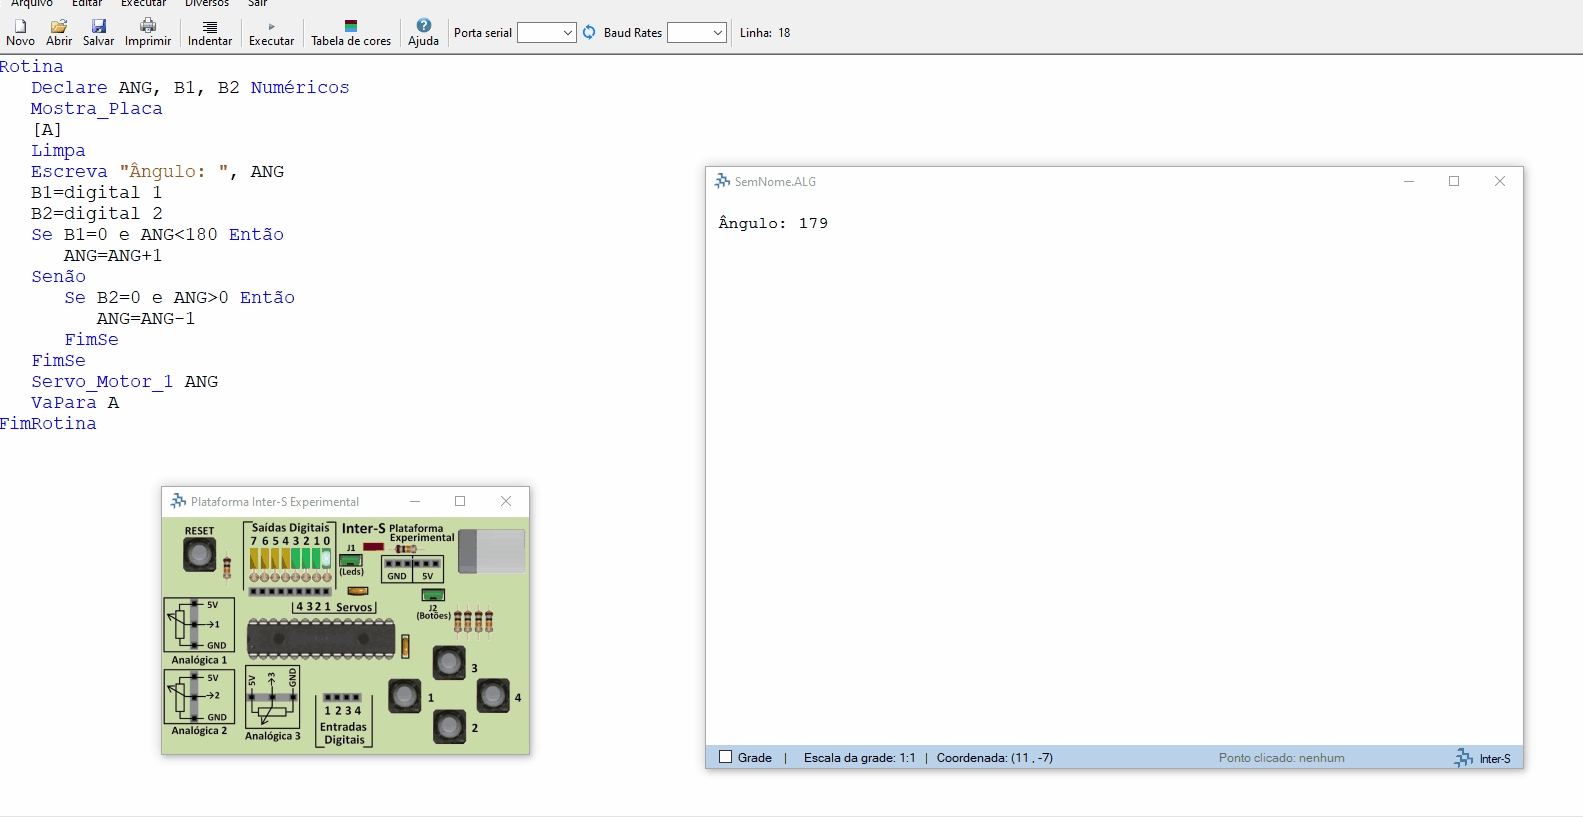 Arquivo Editar Executar Diversos Sair
Novo Abrir Salvar Imprimir Indentar Executar Tabela de cores Ajuda Porta serial Baud Rates Linha: 18
Rotina
Declare ANG, B1, B2 Numéricos
Mostra_Placa
[A]
Limpa
Escreva "Ângulo: ", ANG
B1=digital 1
B2=digital 2
Se B1=0 e ANG<180 Então
ANG=ANG+1
Senão
Se B2=0 e ANG>0 Então
ANG=ANG-1
FimSe
FimSe
Servo_Motor_1 ANG
VaPara A
FimRotina
SemNome.ALG
Ângulo: 179
Grade | Escala da grade: 1:1 | Coordenada: (11 , -7) Ponto clicado: nenhum Inter-S
Plataforma Inter-S Experimental
RESET
Saídas Digitais
7 6 5 4 3 2 1 0
Inter-S Plataforma
Experimental
J1
(Leds)
GND 5V
4 3 2 1 Servos
J2
(Botões)
5V
→1
GND
Analógica 1
5V
→2
GND
Analógica 2
5V →3 GND
Analógica 3
1 2 3 4
Entradas
Digitais
3
1
4
2